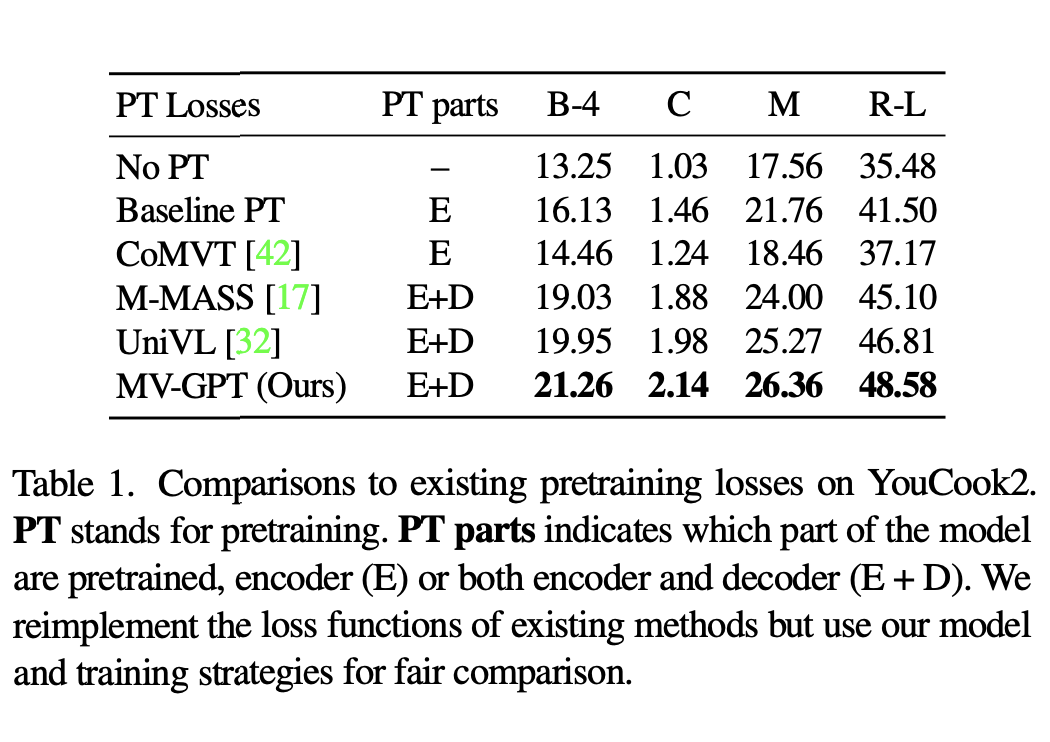 PT Losses PT parts B-4 C M R-L
No PT – 13.25 1.03 17.56 35.48
Baseline PT E 16.13 1.46 21.76 41.50
CoMVT [42] E 14.46 1.24 18.46 37.17
M-MASS [17] E+D 19.03 1.88 24.00 45.10
UniVL [32] E+D 19.95 1.98 25.27 46.81
MV-GPT (Ours) E+D 21.26 2.14 26.36 48.58
Table 1. Comparisons to existing pretraining losses on YouCook2.
PT stands for pretraining. PT parts indicates which part of the model
are pretrained, encoder (E) or both encoder and decoder (E + D). We
reimplement the loss functions of existing methods but use our model
and training strategies for fair comparison.